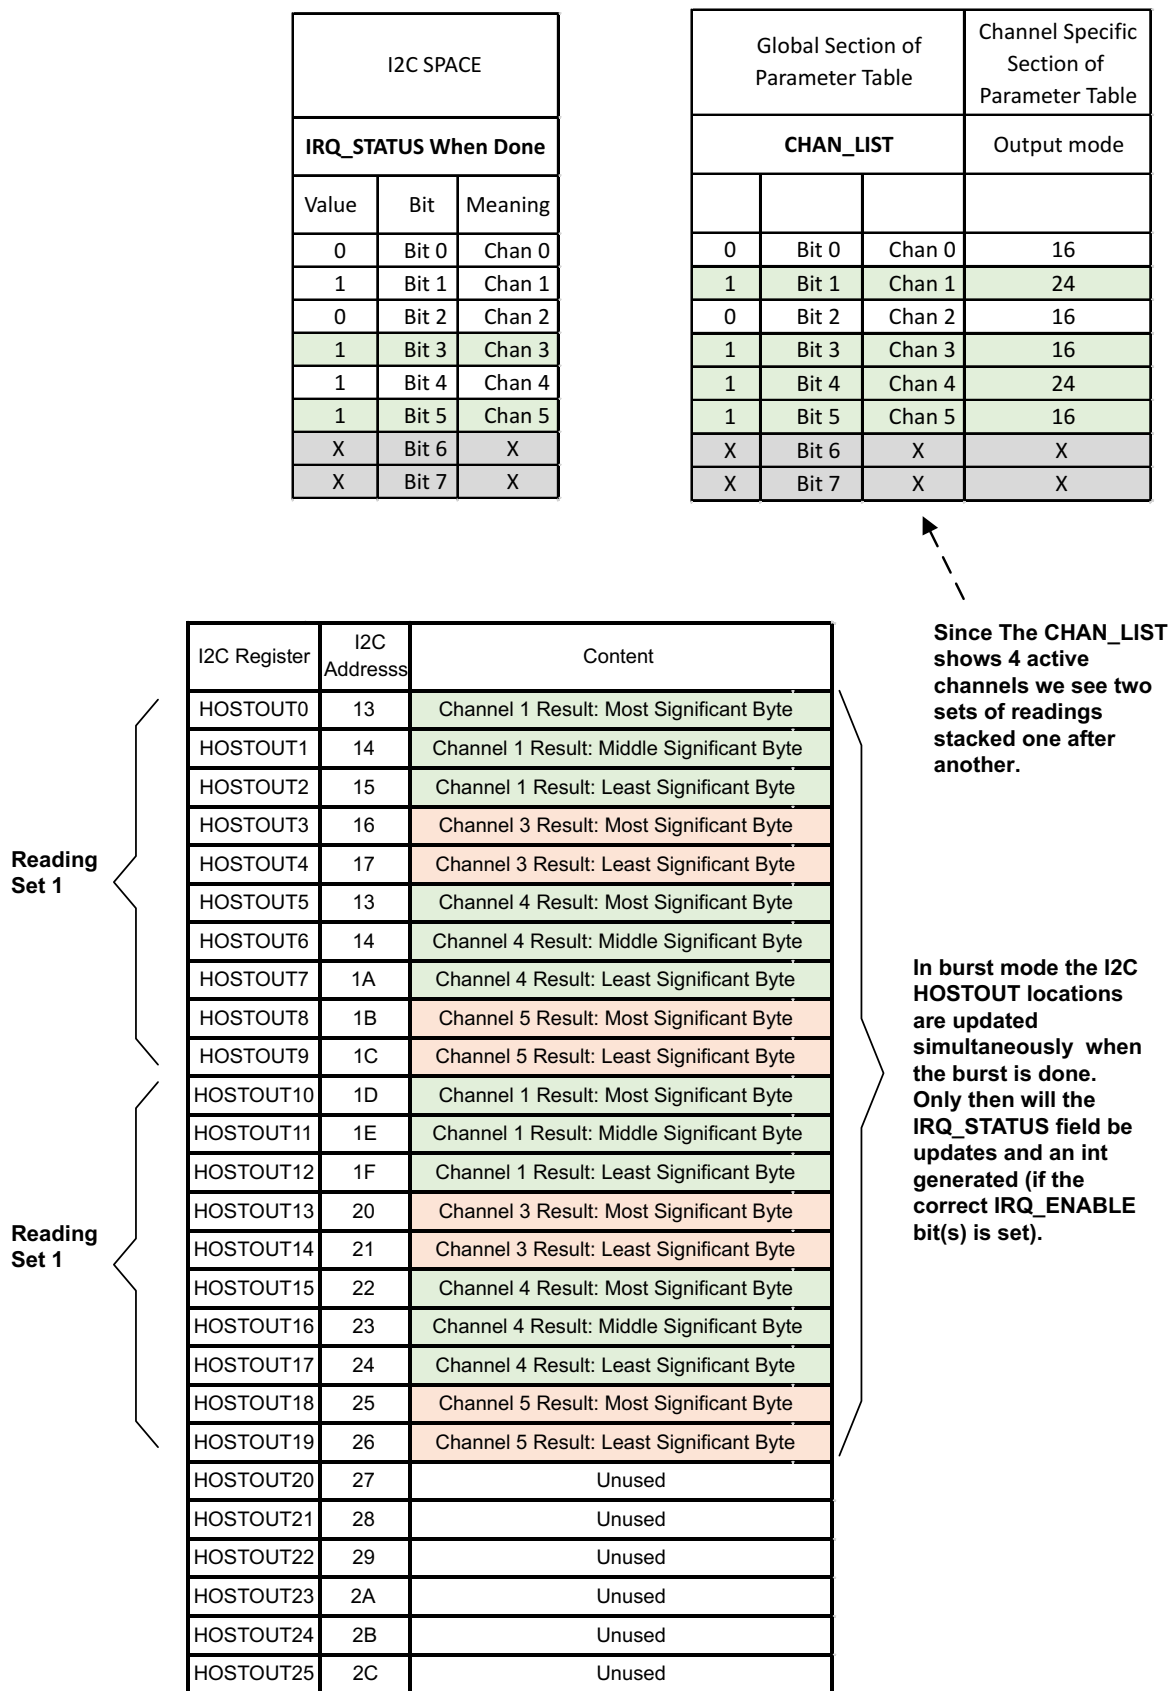 I2C SPACE
IRQ_STATUS When Done
Value Bit Meaning
0 Bit 0 Chan 0
1 Bit 1 Chan 1
0 Bit 2 Chan 2
1 Bit 3 Chan 3
1 Bit 4 Chan 4
1 Bit 5 Chan 5
X Bit 6 X
X Bit 7 X
Global Section of
Parameter Table
Channel Specific
Section of
Parameter Table
CHAN_LIST Output mode
0 Bit 0 Chan 0 16
1 Bit 1 Chan 1 24
0 Bit 2 Chan 2 16
1 Bit 3 Chan 3 16
1 Bit 4 Chan 4 24
1 Bit 5 Chan 5 16
X Bit 6 X X
X Bit 7 X X
Since The CHAN_LIST
shows 4 active
channels we see two
sets of readings
stacked one after
another.
I2C Register I2C Addresss Content
HOSTOUT0 13 Channel 1 Result: Most Significant Byte
HOSTOUT1 14 Channel 1 Result: Middle Significant Byte
HOSTOUT2 15 Channel 1 Result: Least Significant Byte
HOSTOUT3 16 Channel 3 Result: Most Significant Byte
HOSTOUT4 17 Channel 3 Result: Least Significant Byte
HOSTOUT5 13 Channel 4 Result: Most Significant Byte
HOSTOUT6 14 Channel 4 Result: Middle Significant Byte
HOSTOUT7 1A Channel 4 Result: Least Significant Byte
HOSTOUT8 1B Channel 5 Result: Most Significant Byte
HOSTOUT9 1C Channel 5 Result: Least Significant Byte
HOSTOUT10 1D Channel 1 Result: Most Significant Byte
HOSTOUT11 1E Channel 1 Result: Middle Significant Byte
HOSTOUT12 1F Channel 1 Result: Least Significant Byte
HOSTOUT13 20 Channel 3 Result: Most Significant Byte
HOSTOUT14 21 Channel 3 Result: Least Significant Byte
HOSTOUT15 22 Channel 4 Result: Most Significant Byte
HOSTOUT16 23 Channel 4 Result: Middle Significant Byte
HOSTOUT17 24 Channel 4 Result: Least Significant Byte
HOSTOUT18 25 Channel 5 Result: Most Significant Byte
HOSTOUT19 26 Channel 5 Result: Least Significant Byte
HOSTOUT20 27 Unused
HOSTOUT21 28 Unused
HOSTOUT22 29 Unused
HOSTOUT23 2A Unused
HOSTOUT24 2B Unused
HOSTOUT25 2C Unused
Reading
Set 1
Reading
Set 1
In burst mode the I2C
HOSTOUT locations
are updated
simultaneously when
the burst is done.
Only then will the
IRQ_STATUS field be
updates and an int
generated (if the
correct IRQ_ENABLE
bit(s) is set).